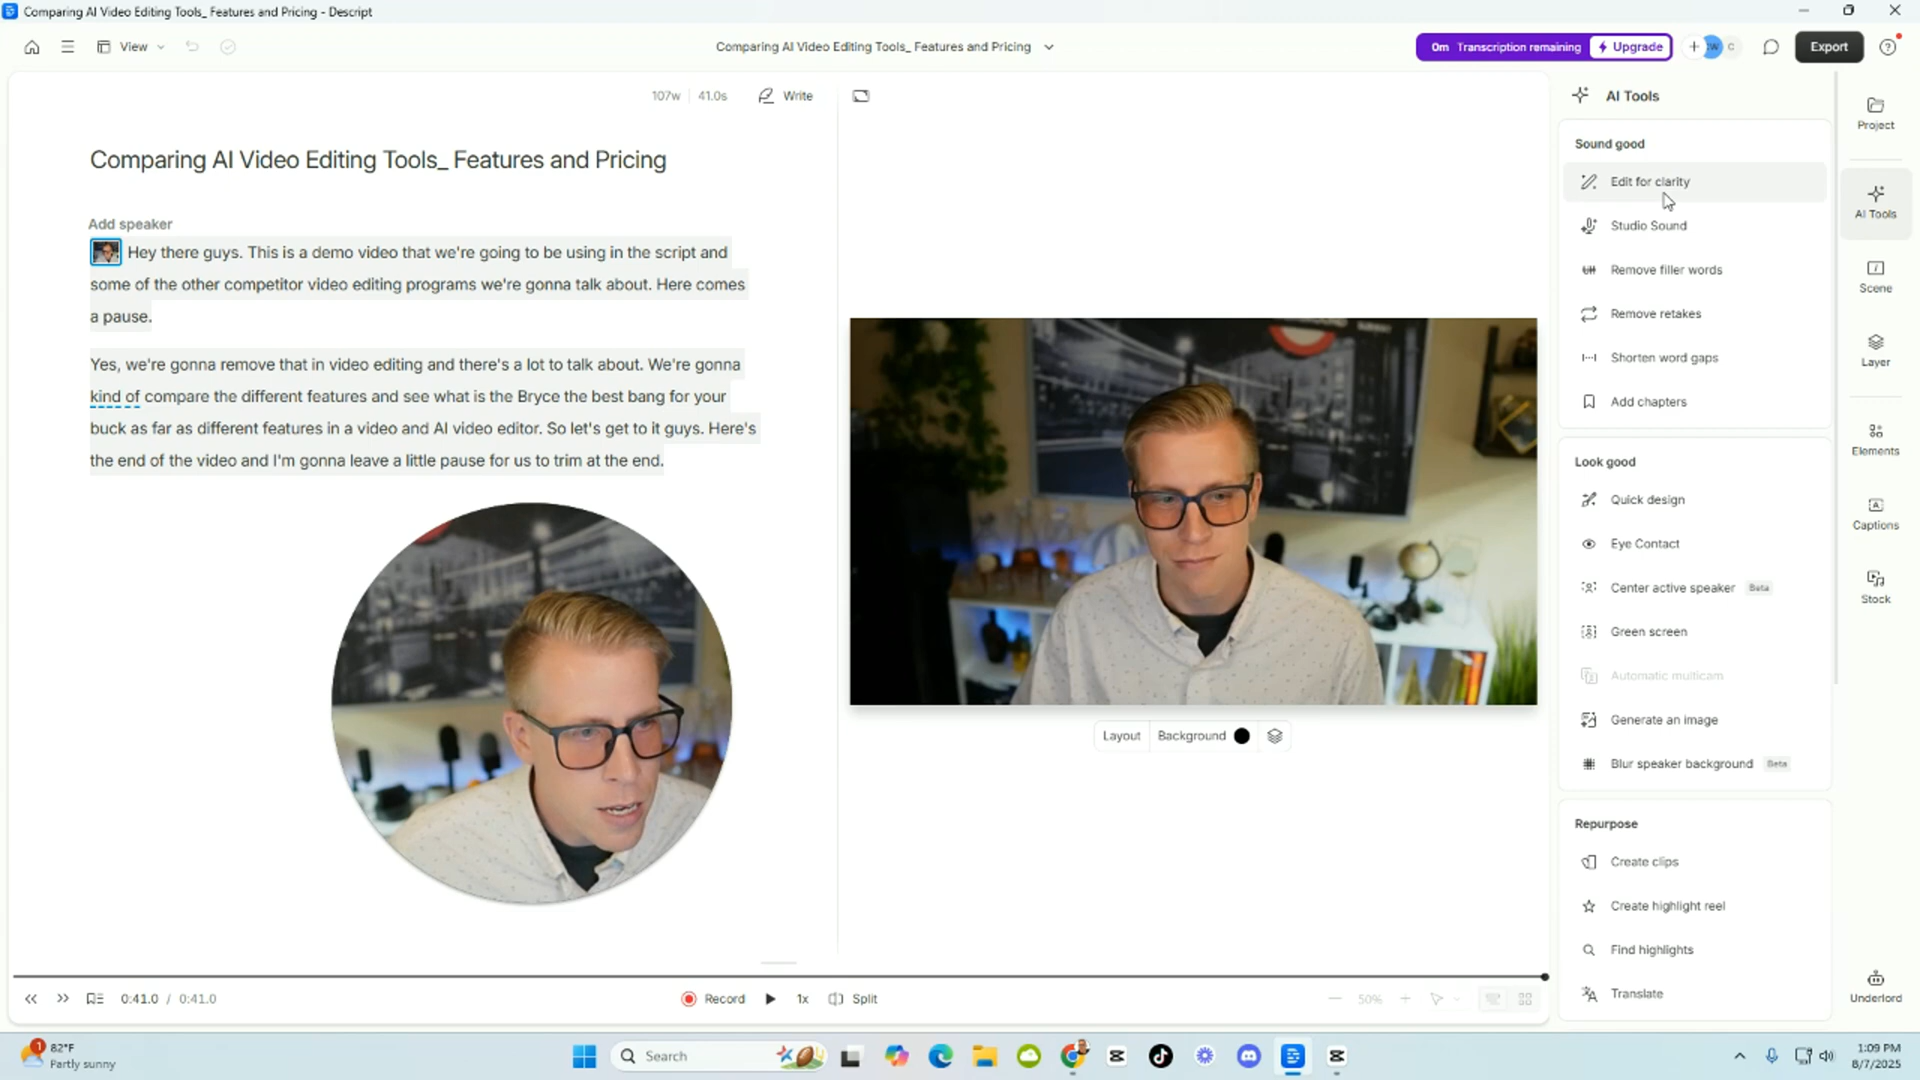 Comparing AI Video Editing Tools_ Features and Pricing - Descript
View
Comparing AI Video Editing Tools_ Features and Pricing
0m Transcription remaining
Upgrade
C
Export
107w
41.0s
Write
Comparing AI Video Editing Tools_ Features and Pricing
Add speaker
Hey there guys. This is a demo video that we're going to be using in the script and
some of the other competitor video editing programs we're gonna talk about. Here comes
a pause.
Yes, we're gonna remove that in video editing and there's a lot to talk about. We're gonna
kind of compare the different features and see what is the Bryce the best bang for your
buck as far as different features in a video and AI video editor. So let's get to it guys. Here's
the end of the video and I'm gonna leave a little pause for us to trim at the end.
Layout
Background
AI Tools
Sound good
Edit for clarity
Studio Sound
Remove filler words
Remove retakes
Shorten word gaps
Add chapters
Look good
Quick design
Eye Contact
Center active speaker Beta
Green screen
Automatic multicam
Generate an image
Blur speaker background Beta
Repurpose
Create clips
Create highlight reel
Find highlights
Translate
Project
AI Tools
Scene
Layer
Elements
Captions
Stock
Underlord
0:41.0 / 0:41.0
Record
1x
Split
50%
1
82°F
Partly sunny
Search
1:09 PM
8/7/2025